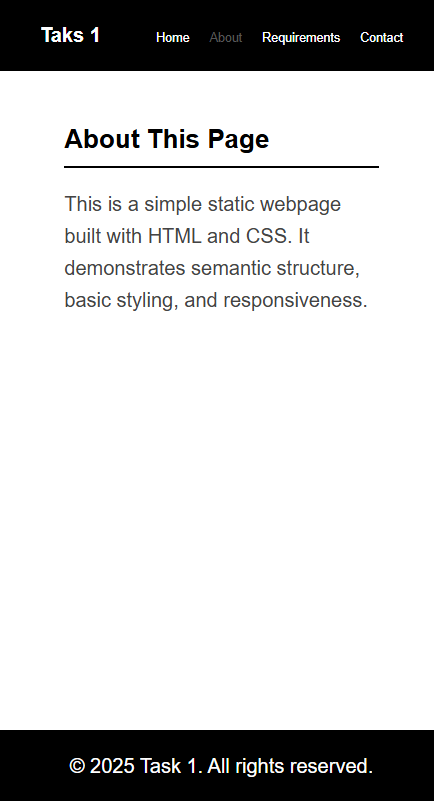 Taks 1
Home About Requirements Contact
About This Page
This is a simple static webpage
built with HTML and CSS. It
demonstrates semantic structure,
basic styling, and responsiveness.
© 2025 Task 1. All rights reserved.